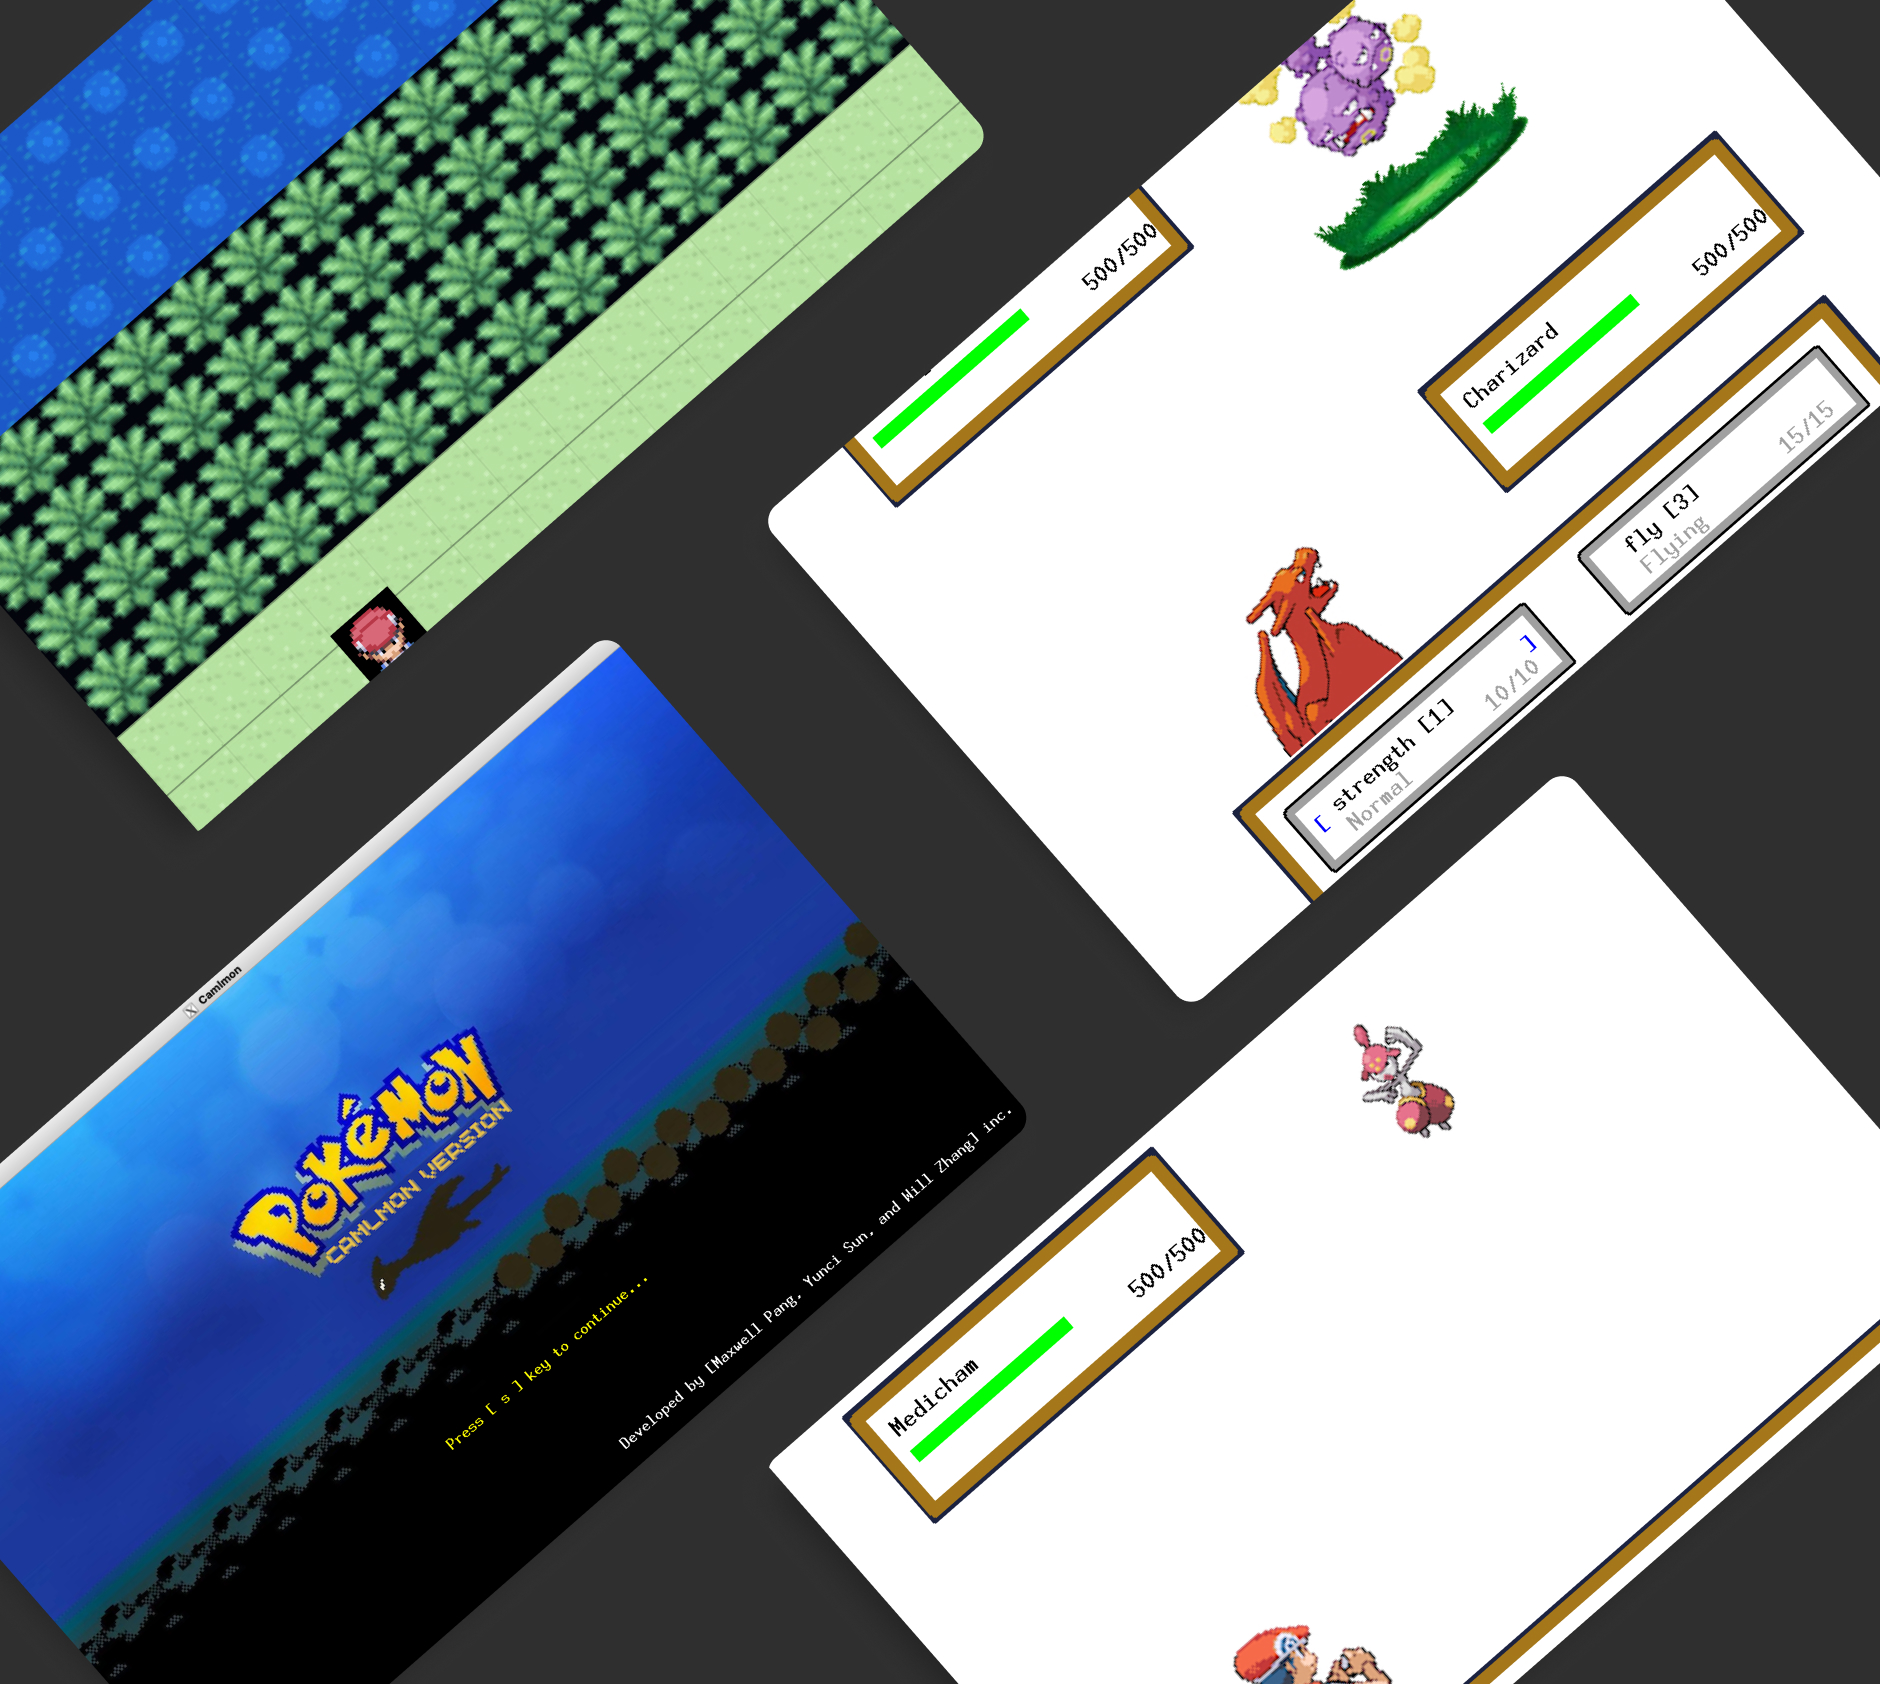 500/500
Charizard
500/500
[ strength [1] ]
Normal 10/10
fly [3]
Flying 15/15
Camlmon
POKéMON
CAMLMON VERSION
Press [ s ] key to continue...
Developed by [Maxwell Pang, Yunci Sun, and Will Zhang] inc.
Medicham
500/500